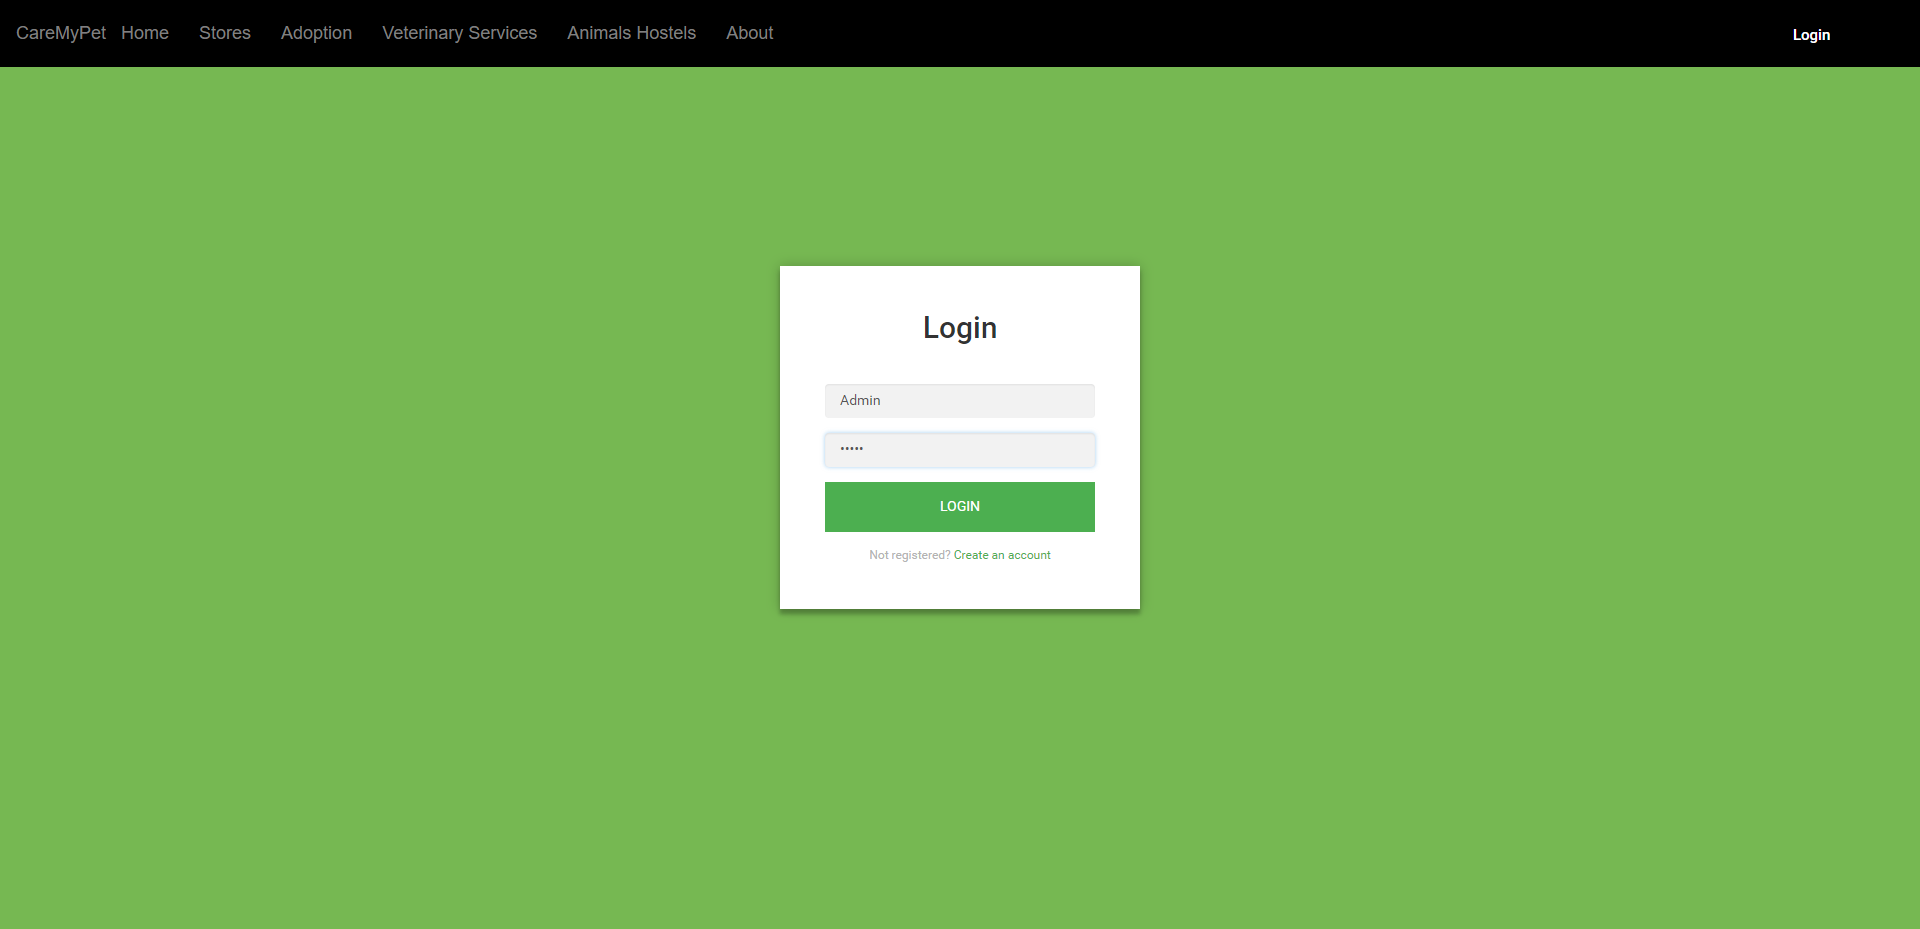 CareMyPet Home Stores Adoption Veterinary Services Animals Hostels About Login
Login
Admin
•••••
LOGIN
Not registered? Create an account